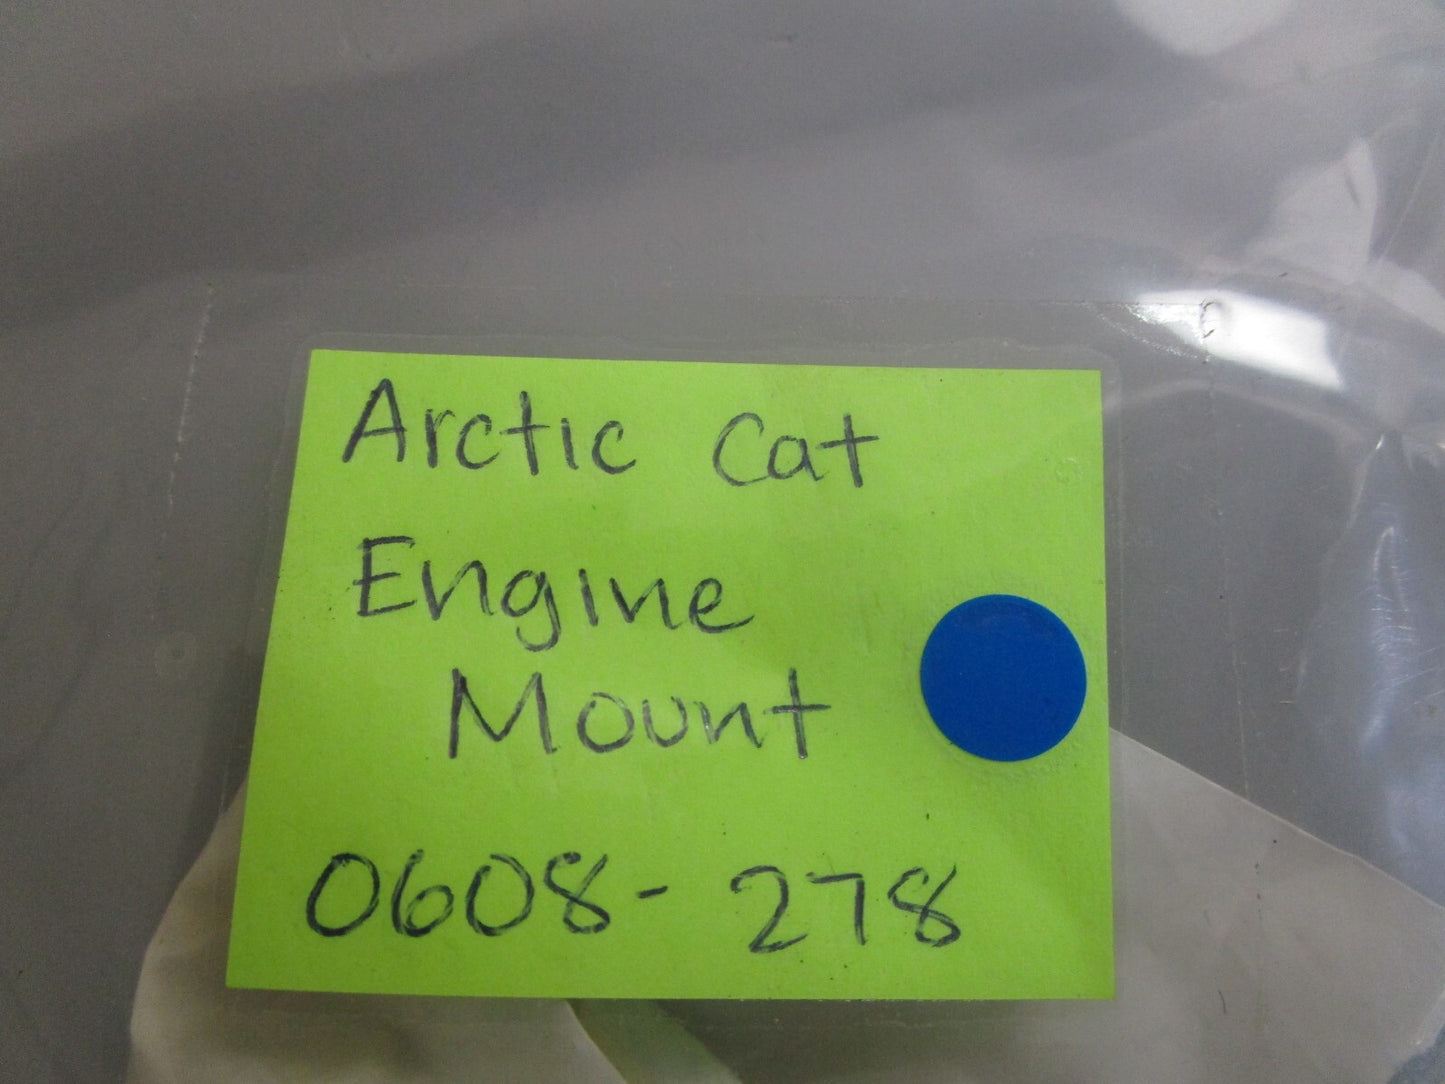 Arctic Cat
Engine
Mount
0608-278